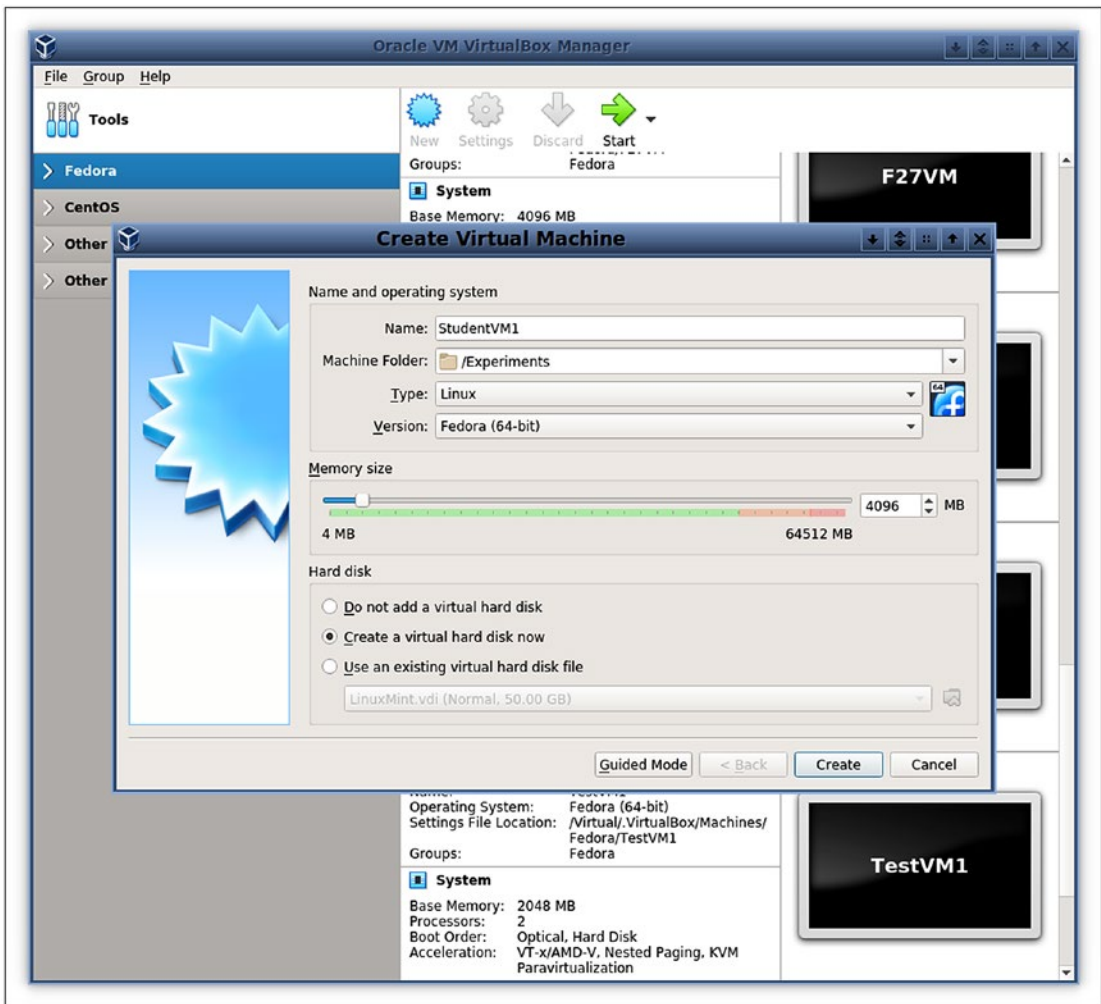 Oracle VM VirtualBox Manager
File Group Help
Tools
New Settings Discard Start
Fedora
CentOS
Other
Other
Groups: Fedora
System
Base Memory: 4096 MB
F27VM
Create Virtual Machine
Name and operating system
Name: StudentVM1
Machine Folder: /Experiments
Type: Linux
64
Version: Fedora (64-bit)
Memory size
4096 MB
4 MB 64512 MB
Hard disk
Do not add a virtual hard disk
Create a virtual hard disk now
Use an existing virtual hard disk file
LinuxMint.vdi (Normal, 50.00 GB)
Guided Mode < Back Create Cancel
Operating System: Fedora (64-bit)
Settings File Location: /Virtual/.VirtualBox/Machines/
Fedora/TestVM1
Groups: Fedora
System
Base Memory: 2048 MB
Processors: 2
Boot Order: Optical, Hard Disk
Acceleration: VT-x/AMD-V, Nested Paging, KVM
Paravirtualization
TestVM1